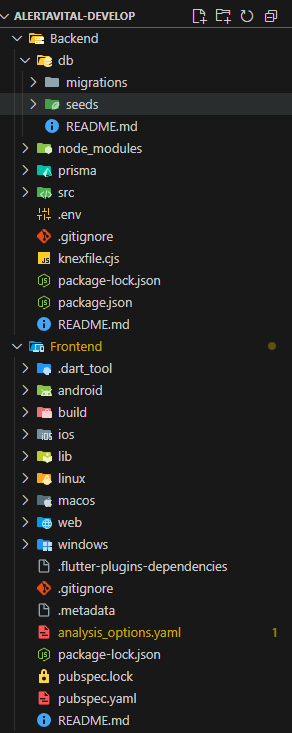 ALERTAVITAL-DEVELOP
Backend
db
migrations
seeds
README.md
node_modules
prisma
src
.env
.gitignore
knexfile.cjs
package-lock.json
package.json
README.md
Frontend
.dart_tool
android
build
ios
lib
linux
macos
web
windows
.flutter-plugins-dependencies
.gitignore
.metadata
analysis_options.yaml 1
package-lock.json
pubspec.lock
pubspec.yaml
README.md